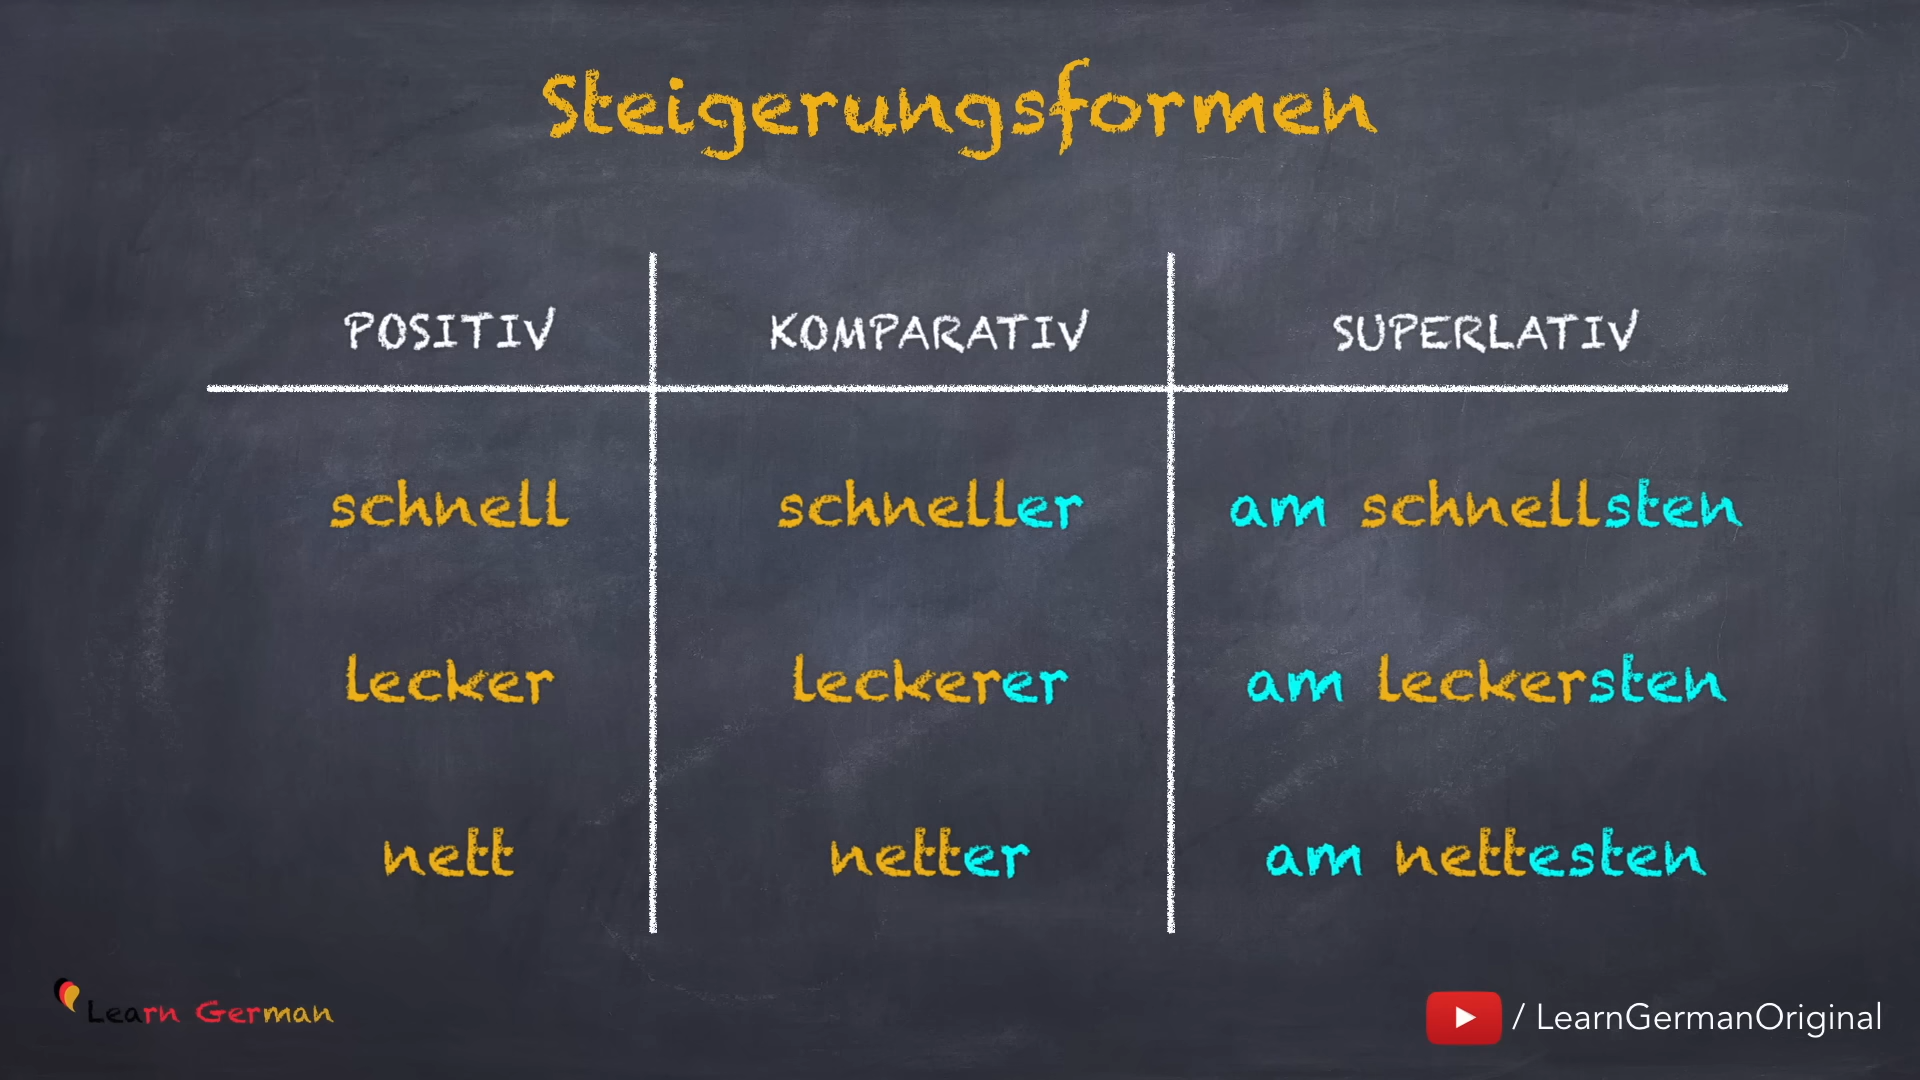 Steigerungsformen
POSITIV KOMPARATIV SUPERLATIV
schnell schneller am schnellsten
lecker leckerer am leckersten
nett netter am nettesten
Learn German
/ LearnGermanOriginal